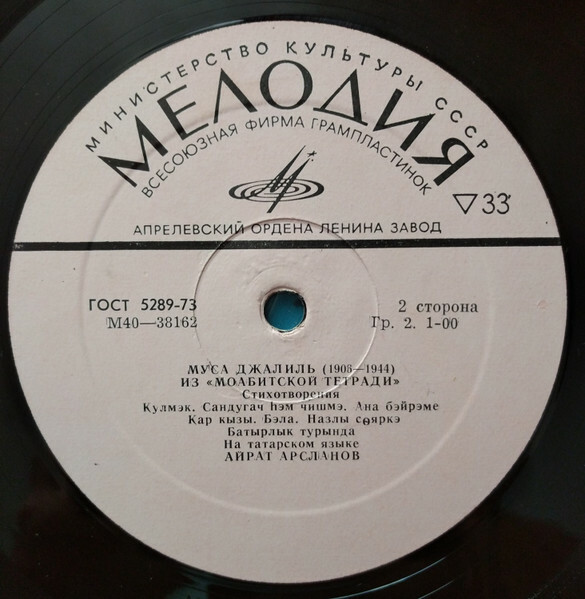 МИНИСТЕРСТВО КУЛЬТУРЫ СССР
МЕЛОДИЯ
ВСЕСОЮЗНАЯ ФИРМА ГРАМПЛАСТИНОК
▽ 33
АПРЕЛЕВСКИЙ ОРДЕНА ЛЕНИНА ЗАВОД
ГОСТ 5289-73
М40—38162
2 сторона
Гр. 2. 1-00
МУСА ДЖАЛИЛЬ (1906—1944)
ИЗ «МОАБИТСКОЙ ТЕТРАДИ»
Стихотворения
Кулмэк. Сандугач һэм чишмэ. Ана бэйрэме
Кар кызы. Бэла. Назлы сөяркэ
Батырлык турында
На татарском языке
АЙРАТ АРСЛАНОВ